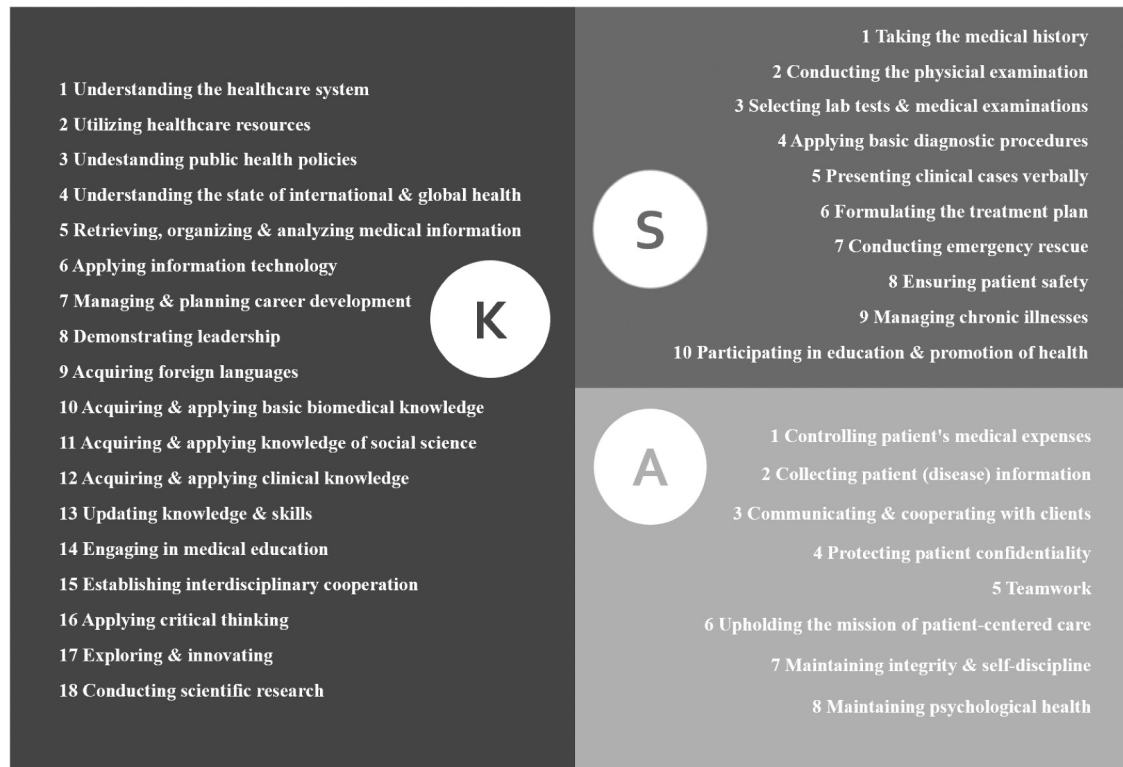 1 Understanding the healthcare system
2 Utilizing healthcare resources
3 Undestanding public health policies
4 Understanding the state of international & global health
5 Retrieving, organizing & analyzing medical information
6 Applying information technology
7 Managing & planning career development
8 Demonstrating leadership
9 Acquiring foreign languages
10 Acquiring & applying basic biomedical knowledge
11 Acquiring & applying knowledge of social science
12 Acquiring & applying clinical knowledge
13 Updating knowledge & skills
14 Engaging in medical education
15 Establishing interdisciplinary cooperation
16 Applying critical thinking
17 Exploring & innovating
18 Conducting scientific research
K
1 Taking the medical history
2 Conducting the physicial examination
3 Selecting lab tests & medical examinations
4 Applying basic diagnostic procedures
5 Presenting clinical cases verbally
6 Formulating the treatment plan
7 Conducting emergency rescue
8 Ensuring patient safety
9 Managing chronic illnesses
10 Participating in education & promotion of health
S
1 Controlling patient's medical expenses
2 Collecting patient (disease) information
3 Communicating & cooperating with clients
4 Protecting patient confidentiality
5 Teamwork
6 Upholding the mission of patient-centered care
7 Maintaining integrity & self-discipline
8 Maintaining psychological health
A